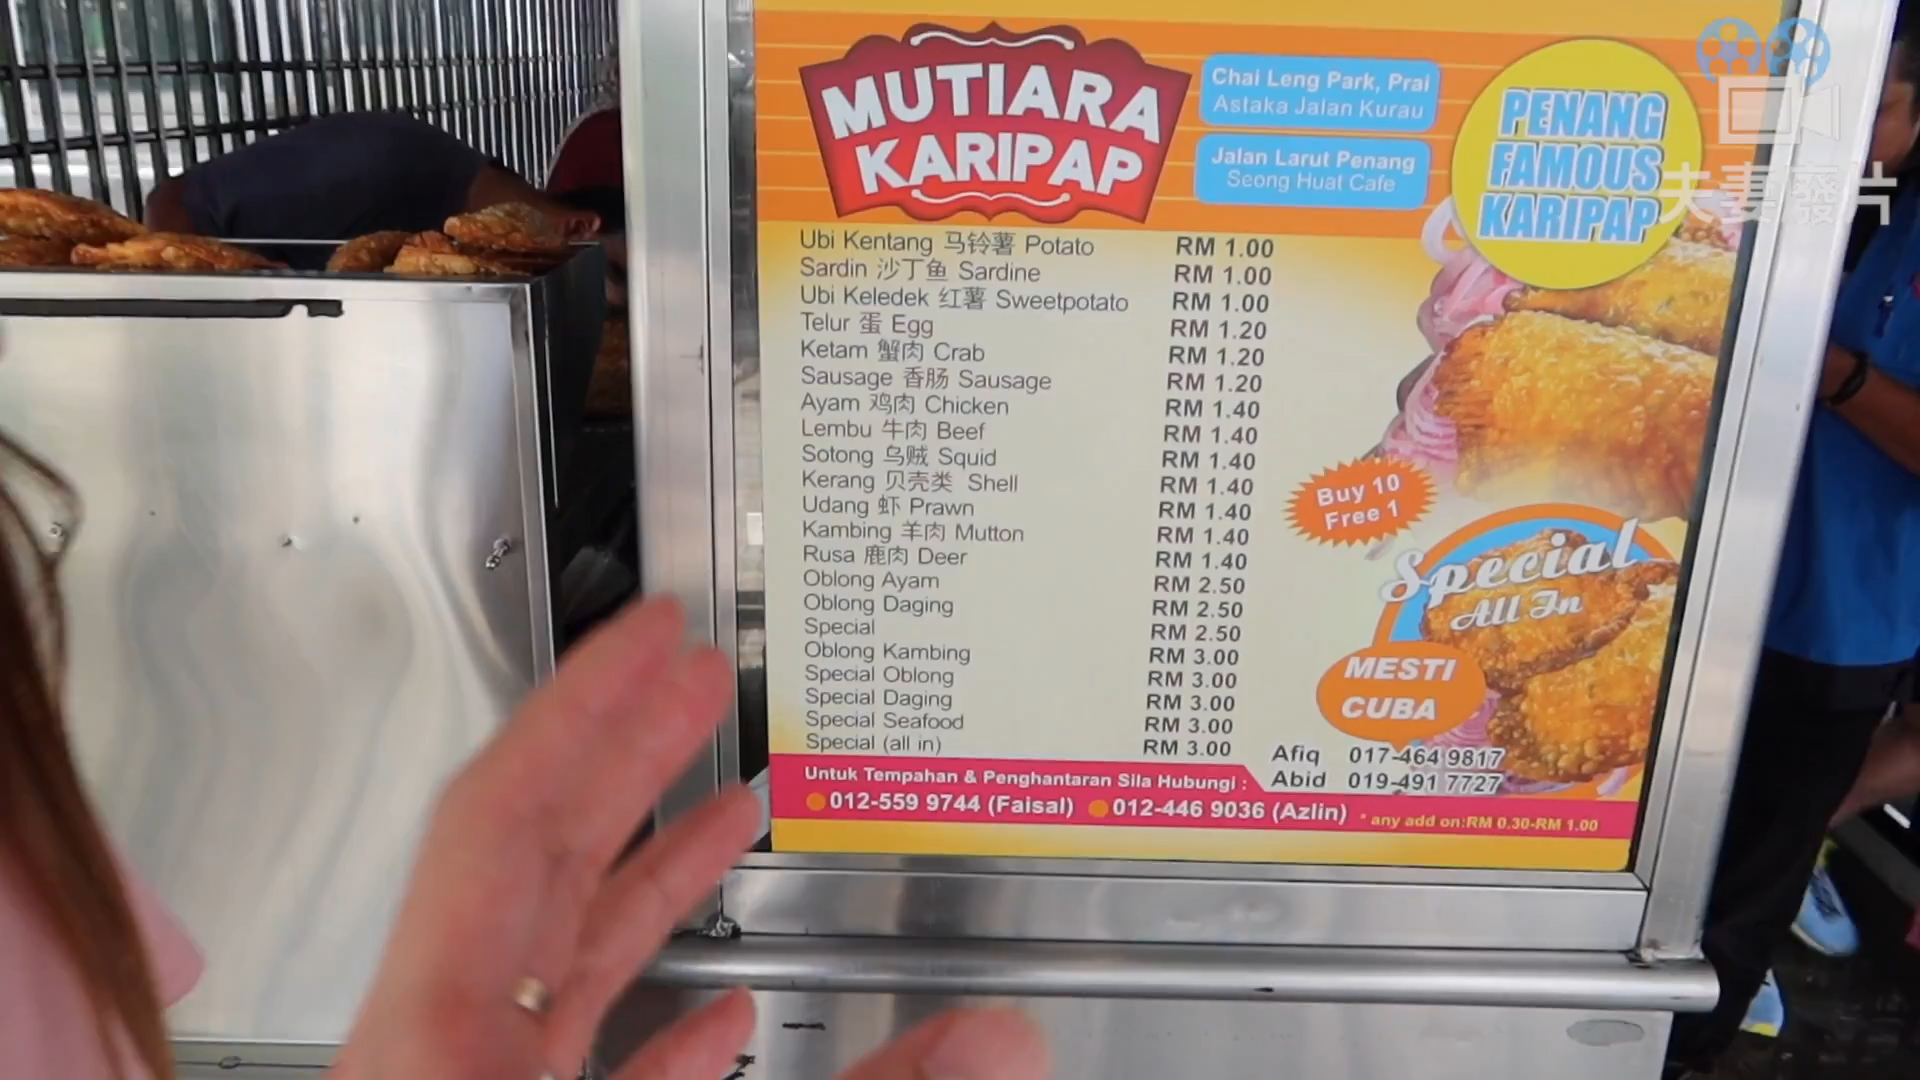 MUTIARA
KARIPAP
Chai Leng Park, Prai
Astaka Jalan Kurau
Jalan Larut Penang
Seong Huat Cafe
PENANG
FAMOUS
KARIPAP
夫妻廢片
Ubi Kentang 马铃薯 Potato RM 1.00
Sardin 沙丁鱼 Sardine RM 1.00
Ubi Keledek 红薯 Sweetpotato RM 1.00
Telur 蛋 Egg RM 1.20
Ketam 蟹肉 Crab RM 1.20
Sausage 香肠 Sausage RM 1.20
Ayam 鸡肉 Chicken RM 1.40
Lembu 牛肉 Beef RM 1.40
Sotong 乌贼 Squid RM 1.40
Kerang 贝壳类 Shell RM 1.40
Udang 虾 Prawn RM 1.40
Kambing 羊肉 Mutton RM 1.40
Rusa 鹿肉 Deer RM 1.40
Oblong Ayam RM 2.50
Oblong Daging RM 2.50
Special RM 2.50
Oblong Kambing RM 3.00
Special Oblong RM 3.00
Special Daging RM 3.00
Special Seafood RM 3.00
Special (all in) RM 3.00
Buy 10
Free 1
Special
All In
MESTI
CUBA
Afiq 017-464 9817
Abid 019-491 7727
Untuk Tempahan & Penghantaran Sila Hubungi :
012-559 9744 (Faisal) 012-446 9036 (Azlin)
* any add on:RM 0.30-RM 1.00